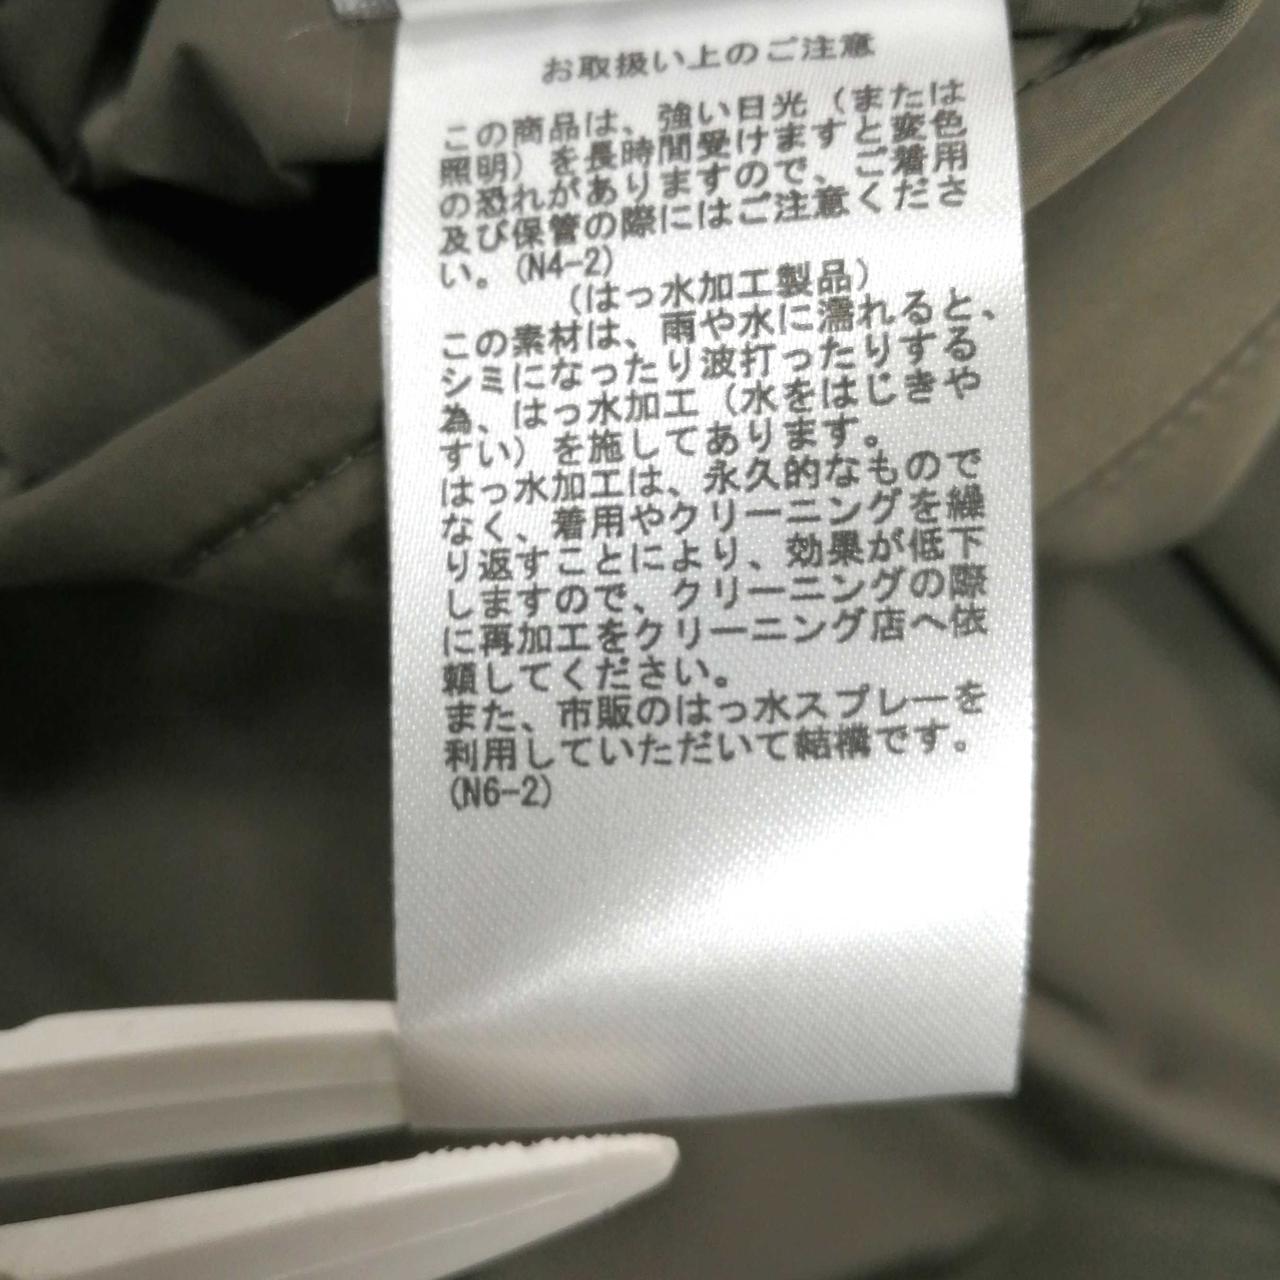 お取扱い上のご注意
この商品は、強い日光（または
照明）を長時間受けますと変色
の恐れがありますので、ご着用
及び保管の際にはご注意くださ
い。(N4-2)
（はっ水加工製品）
この素材は、雨や水に濡れると、
シミになったり波打ったりする
為、はっ水加工（水をはじきや
すい）を施してあります。
はっ水加工は、永久的なもので
なく、着用やクリーニングを繰
り返すことにより、効果が低下
しますので、クリーニングの際
に再加工をクリーニング店へ依
頼してください。
また、市販のはっ水スプレーを
利用していただいて結構です。
(N6-2)